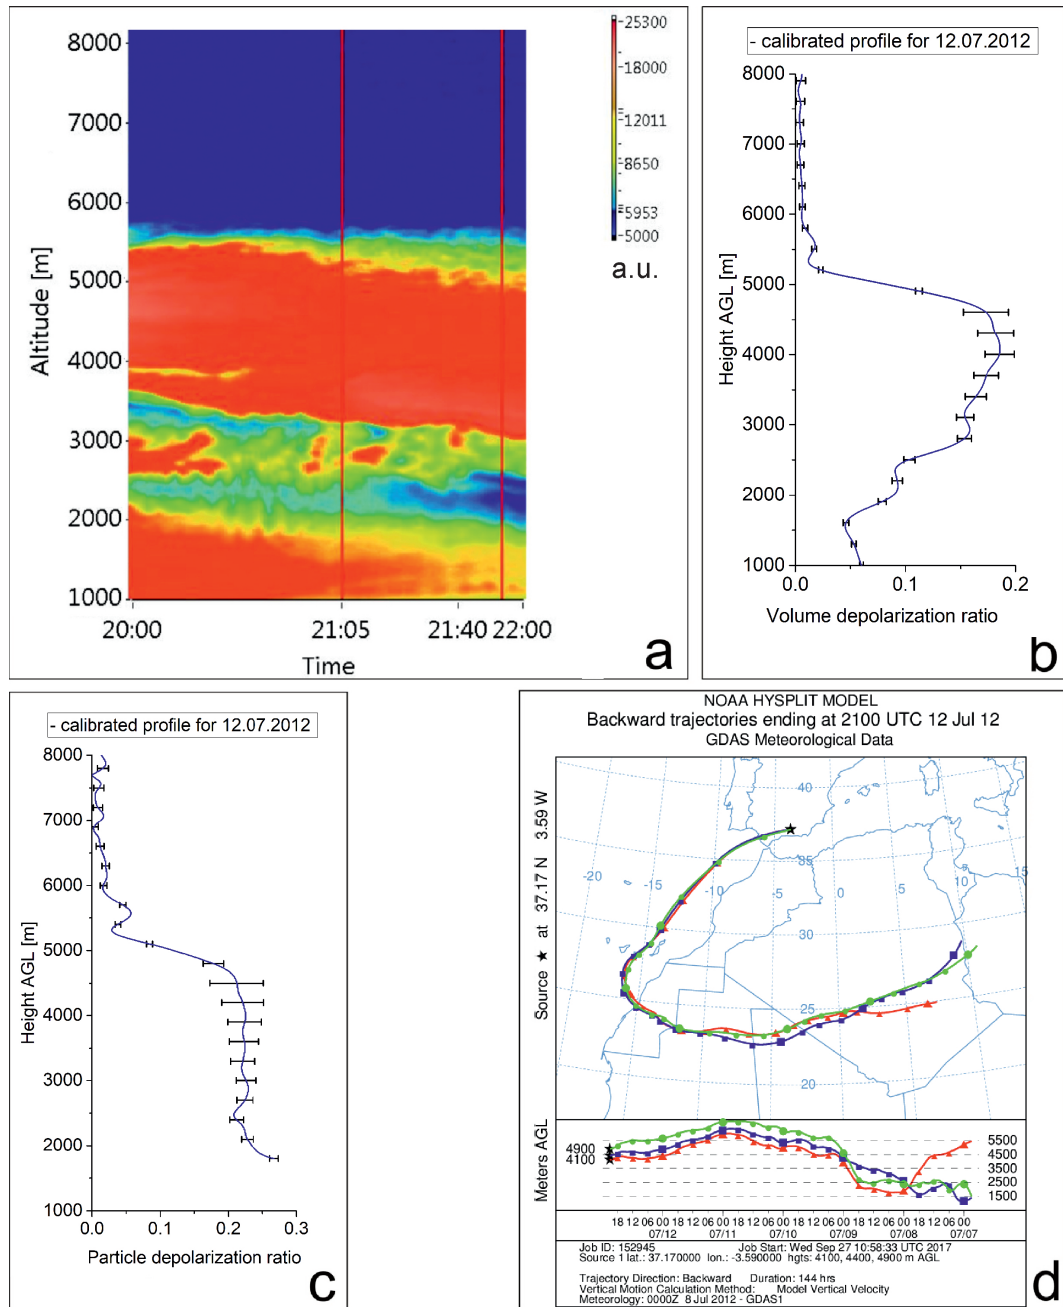 8000
7000
6000
5000
4000
3000
2000
1000
Altitude [m]
20:00
21:05
21:40
22:00
Time
25300
18000
12011
8650
5953
5000
a.u.
a
- calibrated profile for 12.07.2012
8000
7000
6000
5000
4000
3000
2000
1000
Height AGL [m]
0.0
0.1
0.2
Volume depolarization ratio
b
- calibrated profile for 12.07.2012
8000
7000
6000
5000
4000
3000
2000
1000
Height AGL [m]
0.0
0.1
0.2
0.3
Particle depolarization ratio
c
NOAA HYSPLIT MODEL
Backward trajectories ending at 2100 UTC 12 Jul 12
GDAS Meteorological Data
Source ★ at 37.17 N 3.59 W
40
35
-20
-15
-10
-5
0
5
10
15
30
25
20
Meters AGL
4900
4100
5500
4500
3500
2500
1500
18 12 06 00 18 12 06 00 18 12 06 00 18 12 06 00 18 12 06 00 18 12 06 00
07/12 07/11 07/10 07/09 07/08 07/07
Job ID: 152945 Job Start: Wed Sep 27 10:58:33 UTC 2017
Source 1 lat.: 37.170000 lon.: -3.590000 hgts: 4100, 4400, 4900 m AGL
Trajectory Direction: Backward Duration: 144 hrs
Vertical Motion Calculation Method: Model Vertical Velocity
Meteorology: 0000Z 8 Jul 2012 - GDAS1
d